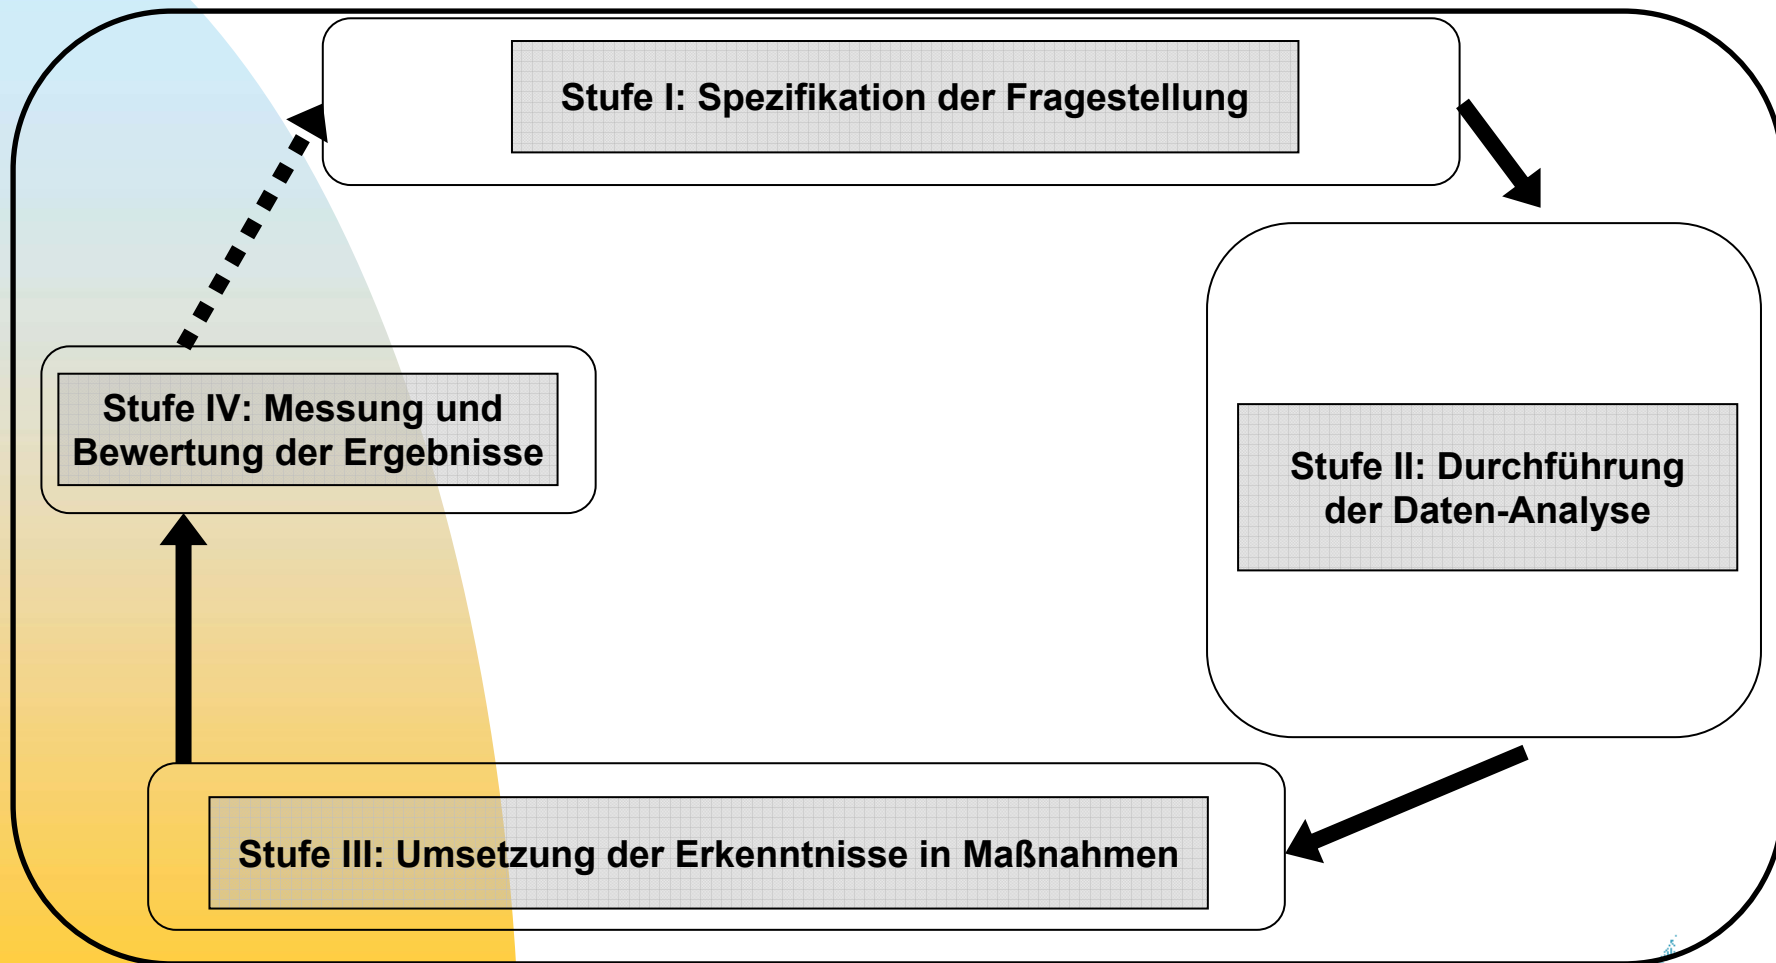 Stufe I: Spezifikation der Fragestellung
Stufe IV: Messung und
Bewertung der Ergebnisse
Stufe II: Durchführung
der Daten-Analyse
Stufe III: Umsetzung der Erkenntnisse in Maßnahmen